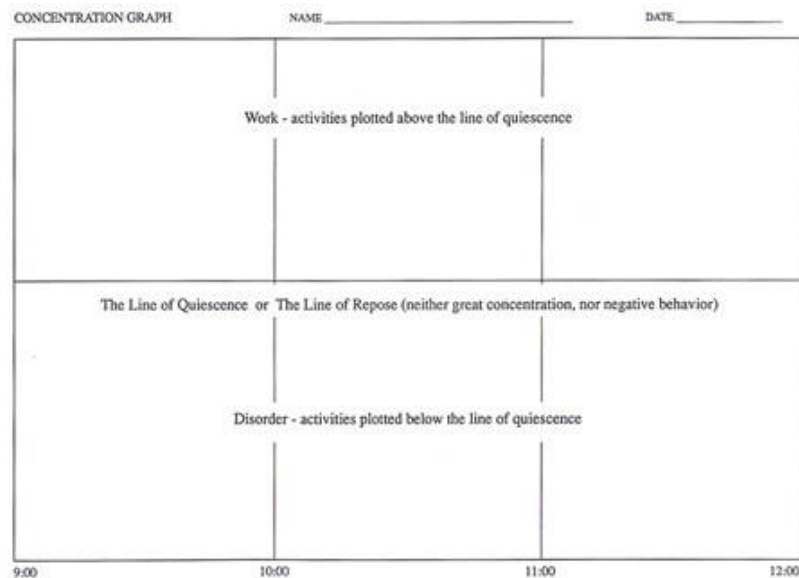 CONCENTRATION GRAPH NAME DATE
Work - activities plotted above the line of quiescence
The Line of Quiescence or The Line of Repose (neither great concentration, nor negative behavior)
Disorder - activities plotted below the line of quiescence
9:00 10:00 11:00 12:00